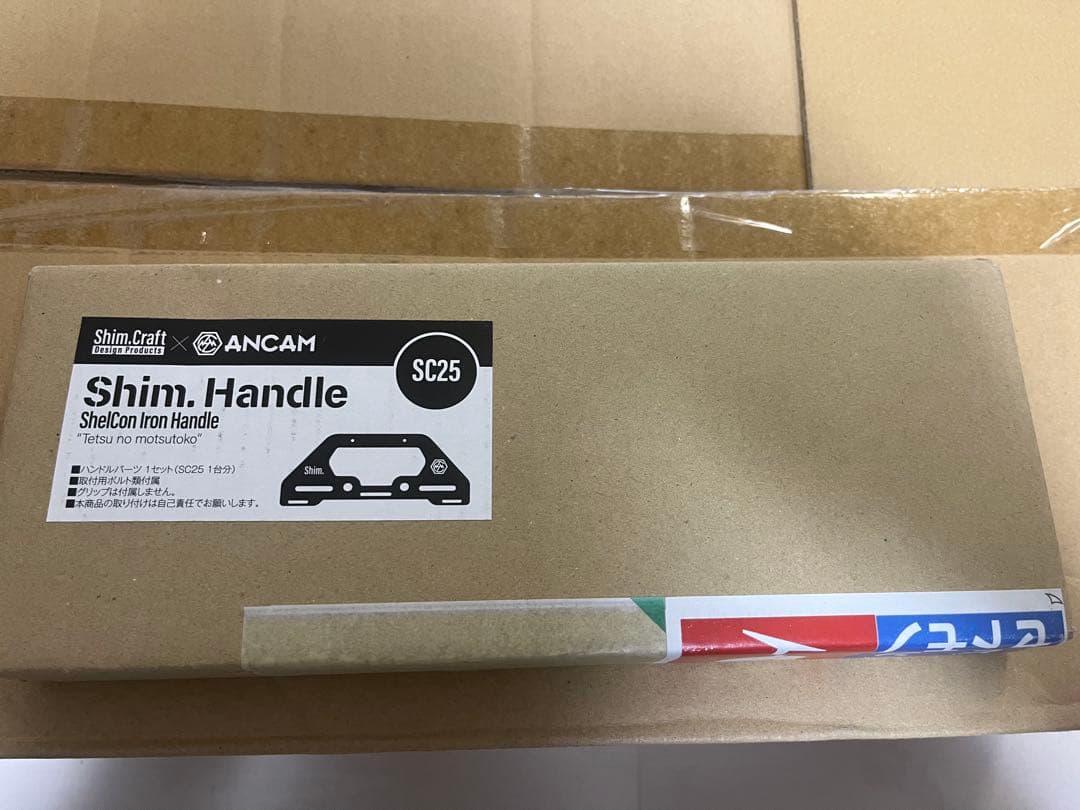 Shim.Craft
Design Products
× ANCAM
SC25
Shim. Handle
ShelCon Iron Handle
"Tetsu no motsutoko"
■ハンドルパーツ 1セット(SC25 1台分)
■取付用ボルト類付属
■グリップは付属しません。
■本商品の取り付けは自己責任でお願いします。
Shim.